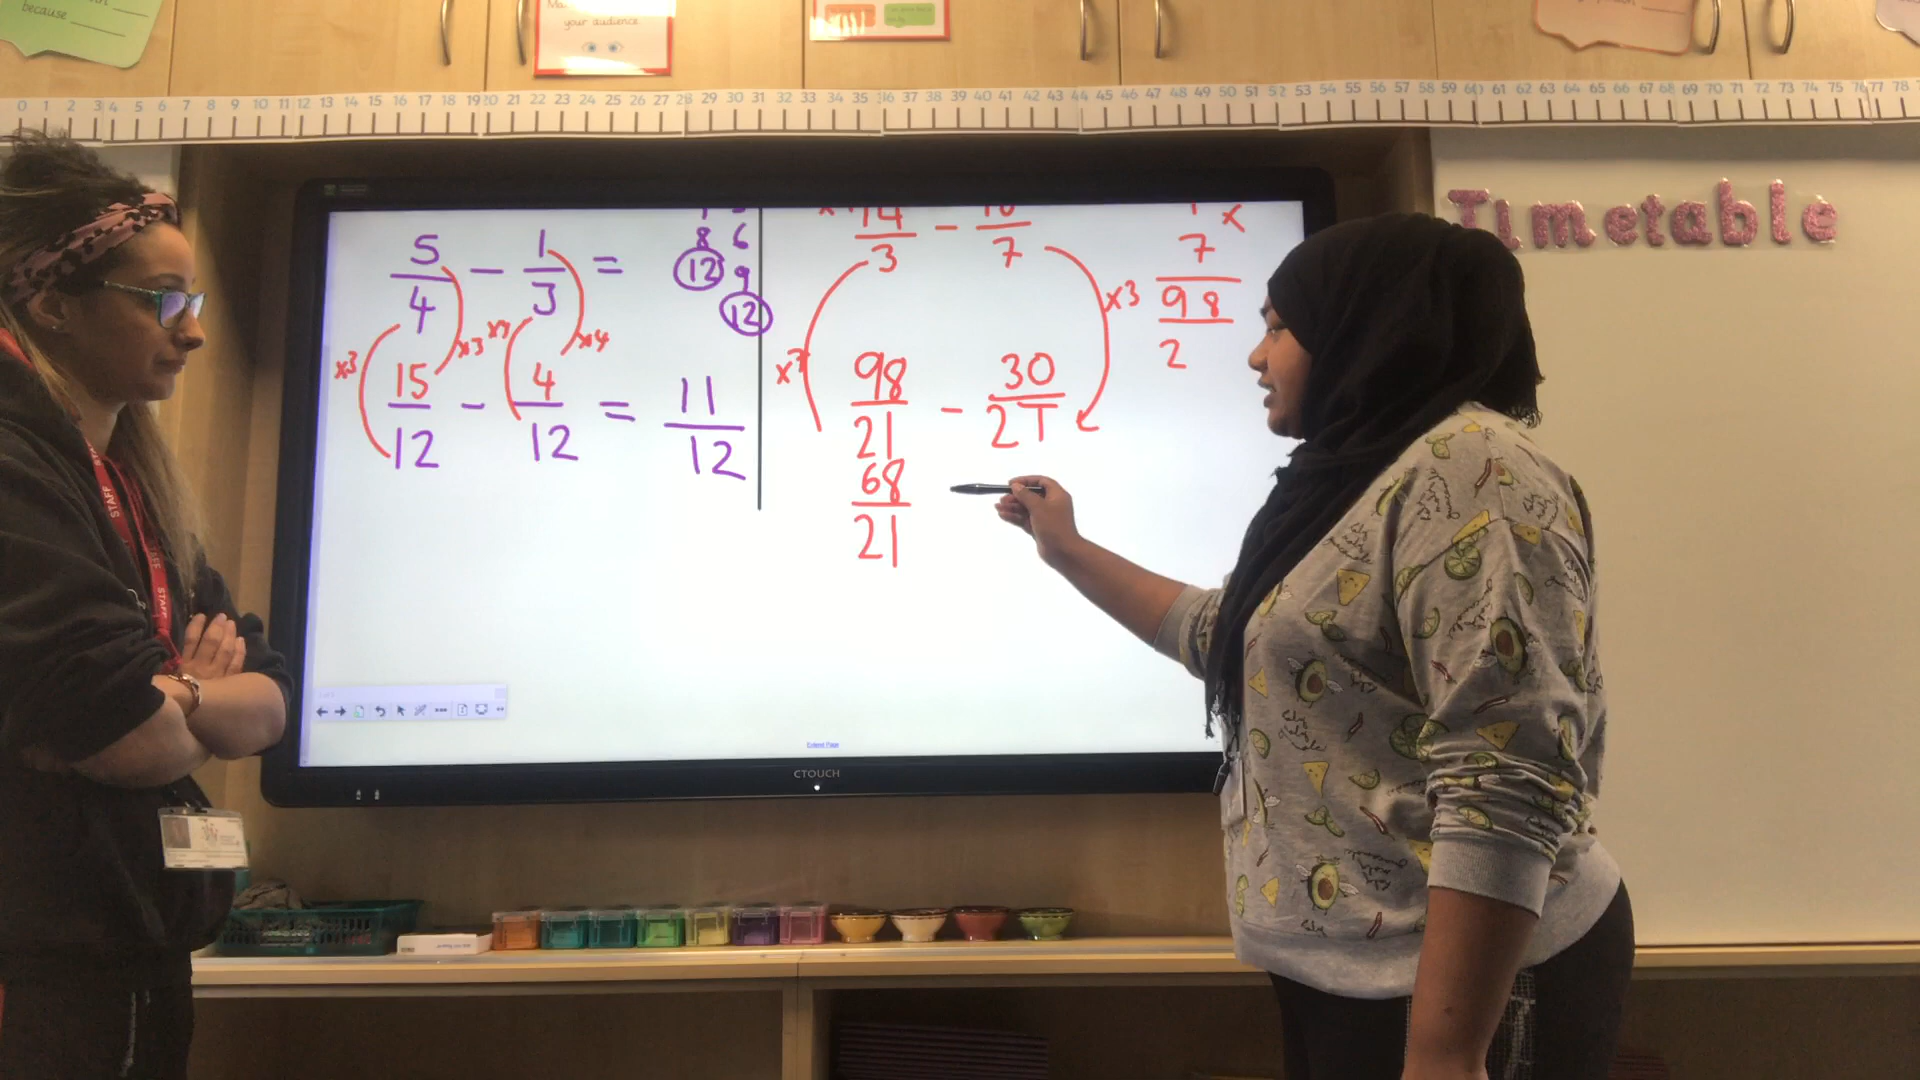 because
your audience
0 1 2 3 4 5 6 7 8 9 10 11 12 13 14 15 16 17 18 19 20 21 22 23 24 25 26 27 28 29 30 31 32 33 34 35 36 37 38 39 40 41 42 43 44 45 46 47 48 49 50 51 52 53 54 55 56 57 58 59 60 61 62 63 64 65 66 67 68 69 70 71 72 73 74 75 76 77 78
Timetable
5/4 - 1/3 =
x3 x3 x4
15/12 - 4/12 = 11/12
8 6
12 9
12
14/3 - 10/7
x7 x3
98/21 - 30/21
68/21
7 x
98
2
STAFF
STAFF
Extend Page
CTOUCH